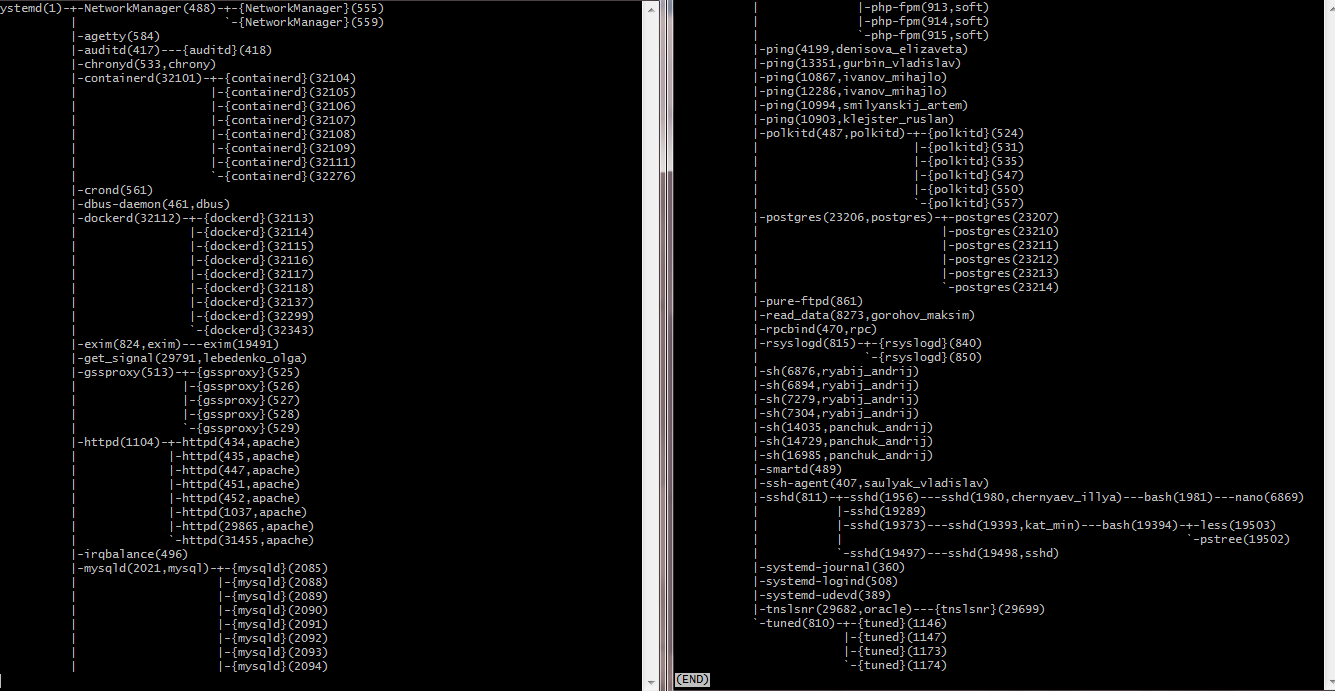 ystemd(1)-+-NetworkManager(488)-+-{NetworkManager}(555)
          |                     `-{NetworkManager}(559)
          |-agetty(584)
          |-auditd(417)---{auditd}(418)
          |-chronyd(533,chrony)
          |-containerd(32101)-+-{containerd}(32104)
          |                   |-{containerd}(32105)
          |                   |-{containerd}(32106)
          |                   |-{containerd}(32107)
          |                   |-{containerd}(32108)
          |                   |-{containerd}(32109)
          |                   |-{containerd}(32111)
          |                   `-{containerd}(32276)
          |-crond(561)
          |-dbus-daemon(461,dbus)
          |-dockerd(32112)-+-{dockerd}(32113)
          |                |-{dockerd}(32114)
          |                |-{dockerd}(32115)
          |                |-{dockerd}(32116)
          |                |-{dockerd}(32117)
          |                |-{dockerd}(32118)
          |                |-{dockerd}(32137)
          |                |-{dockerd}(32299)
          |                `-{dockerd}(32343)
          |-exim(824,exim)---exim(19491)
          |-get_signal(29791,lebedenko_olga)
          |-gssproxy(513)-+-{gssproxy}(525)
          |               |-{gssproxy}(526)
          |               |-{gssproxy}(527)
          |               |-{gssproxy}(528)
          |               `-{gssproxy}(529)
          |-httpd(1104)-+-httpd(434,apache)
          |             |-httpd(435,apache)
          |             |-httpd(447,apache)
          |             |-httpd(451,apache)
          |             |-httpd(452,apache)
          |             |-httpd(1037,apache)
          |             |-httpd(29865,apache)
          |             `-httpd(31455,apache)
          |-irqbalance(496)
          |-mysqld(2021,mysql)-+-{mysqld}(2085)
          |                    |-{mysqld}(2088)
          |                    |-{mysqld}(2089)
          |                    |-{mysqld}(2090)
          |                    |-{mysqld}(2091)
          |                    |-{mysqld}(2092)
          |                    |-{mysqld}(2093)
          |                    |-{mysqld}(2094)
          |              |-php-fpm(913,soft)
          |              |-php-fpm(914,soft)
          |              `-php-fpm(915,soft)
          |-ping(4199,denisova_elizaveta)
          |-ping(13351,gurbin_vladislav)
          |-ping(10867,ivanov_mihajlo)
          |-ping(12286,ivanov_mihajlo)
          |-ping(10994,smilyanskij_artem)
          |-ping(10903,klejster_ruslan)
          |-polkitd(487,polkitd)-+-{polkitd}(524)
          |                      |-{polkitd}(531)
          |                      |-{polkitd}(535)
          |                      |-{polkitd}(547)
          |                      |-{polkitd}(550)
          |                      `-{polkitd}(557)
          |-postgres(23206,postgres)-+-postgres(23207)
          |                          |-postgres(23210)
          |                          |-postgres(23211)
          |                          |-postgres(23212)
          |                          |-postgres(23213)
          |                          `-postgres(23214)
          |-pure-ftpd(861)
          |-read_data(8273,gorohov_maksim)
          |-rpcbind(470,rpc)
          |-rsyslogd(815)-+-{rsyslogd}(840)
          |               `-{rsyslogd}(850)
          |-sh(6876,ryabij_andrij)
          |-sh(6894,ryabij_andrij)
          |-sh(7279,ryabij_andrij)
          |-sh(7304,ryabij_andrij)
          |-sh(14035,panchuk_andrij)
          |-sh(14729,panchuk_andrij)
          |-sh(16985,panchuk_andrij)
          |-smartd(489)
          |-ssh-agent(407,saulyak_vladislav)
          |-sshd(811)-+-sshd(1956)---sshd(1980,chernyaev_illya)---bash(1981)---nano(6869)
          |           |-sshd(19289)
          |           |-sshd(19373)---sshd(19393,kat_min)---bash(19394)-+-less(19503)
          |           |                                                 `-pstree(19502)
          |           `-sshd(19497)---sshd(19498,sshd)
          |-systemd-journal(360)
          |-systemd-logind(508)
          |-systemd-udevd(389)
          |-tnslsnr(29682,oracle)---{tnslsnr}(29699)
          `-tuned(810)-+-{tuned}(1146)
                       |-{tuned}(1147)
                       |-{tuned}(1173)
                       `-{tuned}(1174)
(END)